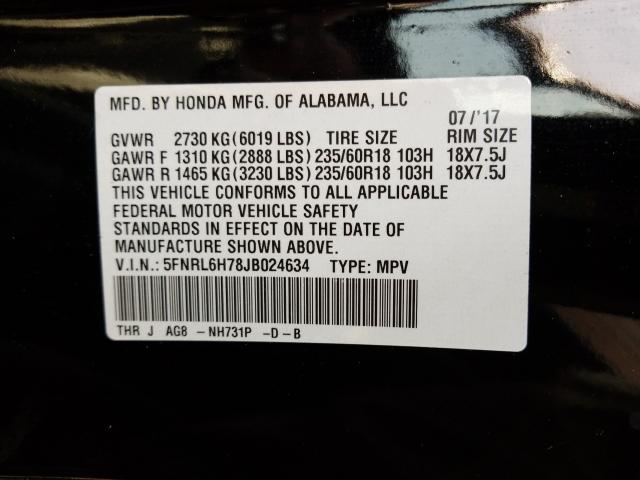 MFD. BY HONDA MFG. OF ALABAMA, LLC
07/'17
GVWR 2730 KG (6019 LBS) TIRE SIZE RIM SIZE
GAWR F 1310 KG (2888 LBS) 235/60R18 103H 18X7.5J
GAWR R 1465 KG (3230 LBS) 235/60R18 103H 18X7.5J
THIS VEHICLE CONFORMS TO ALL APPLICABLE
FEDERAL MOTOR VEHICLE SAFETY
STANDARDS IN EFFECT ON THE DATE OF
MANUFACTURE SHOWN ABOVE.
V.I.N.: 5FNRL6H78JB024634 TYPE: MPV
THR J AG8 -NH731P -D-B